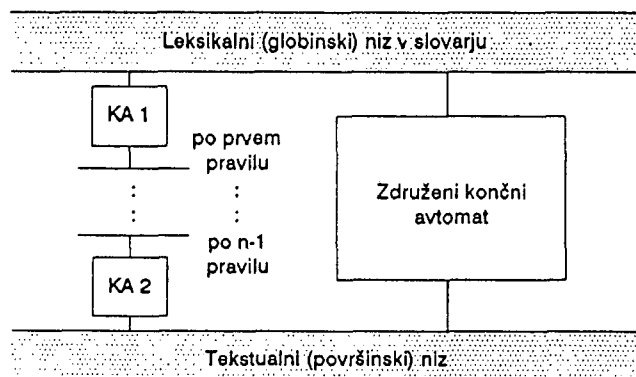 Leksikalni (globinski) niz v slovarju
KA 1
po prvem
pravilu
Združeni končni
avtomat
po n-1
pravilu
KA 2
Tekstualni (površinski) niz